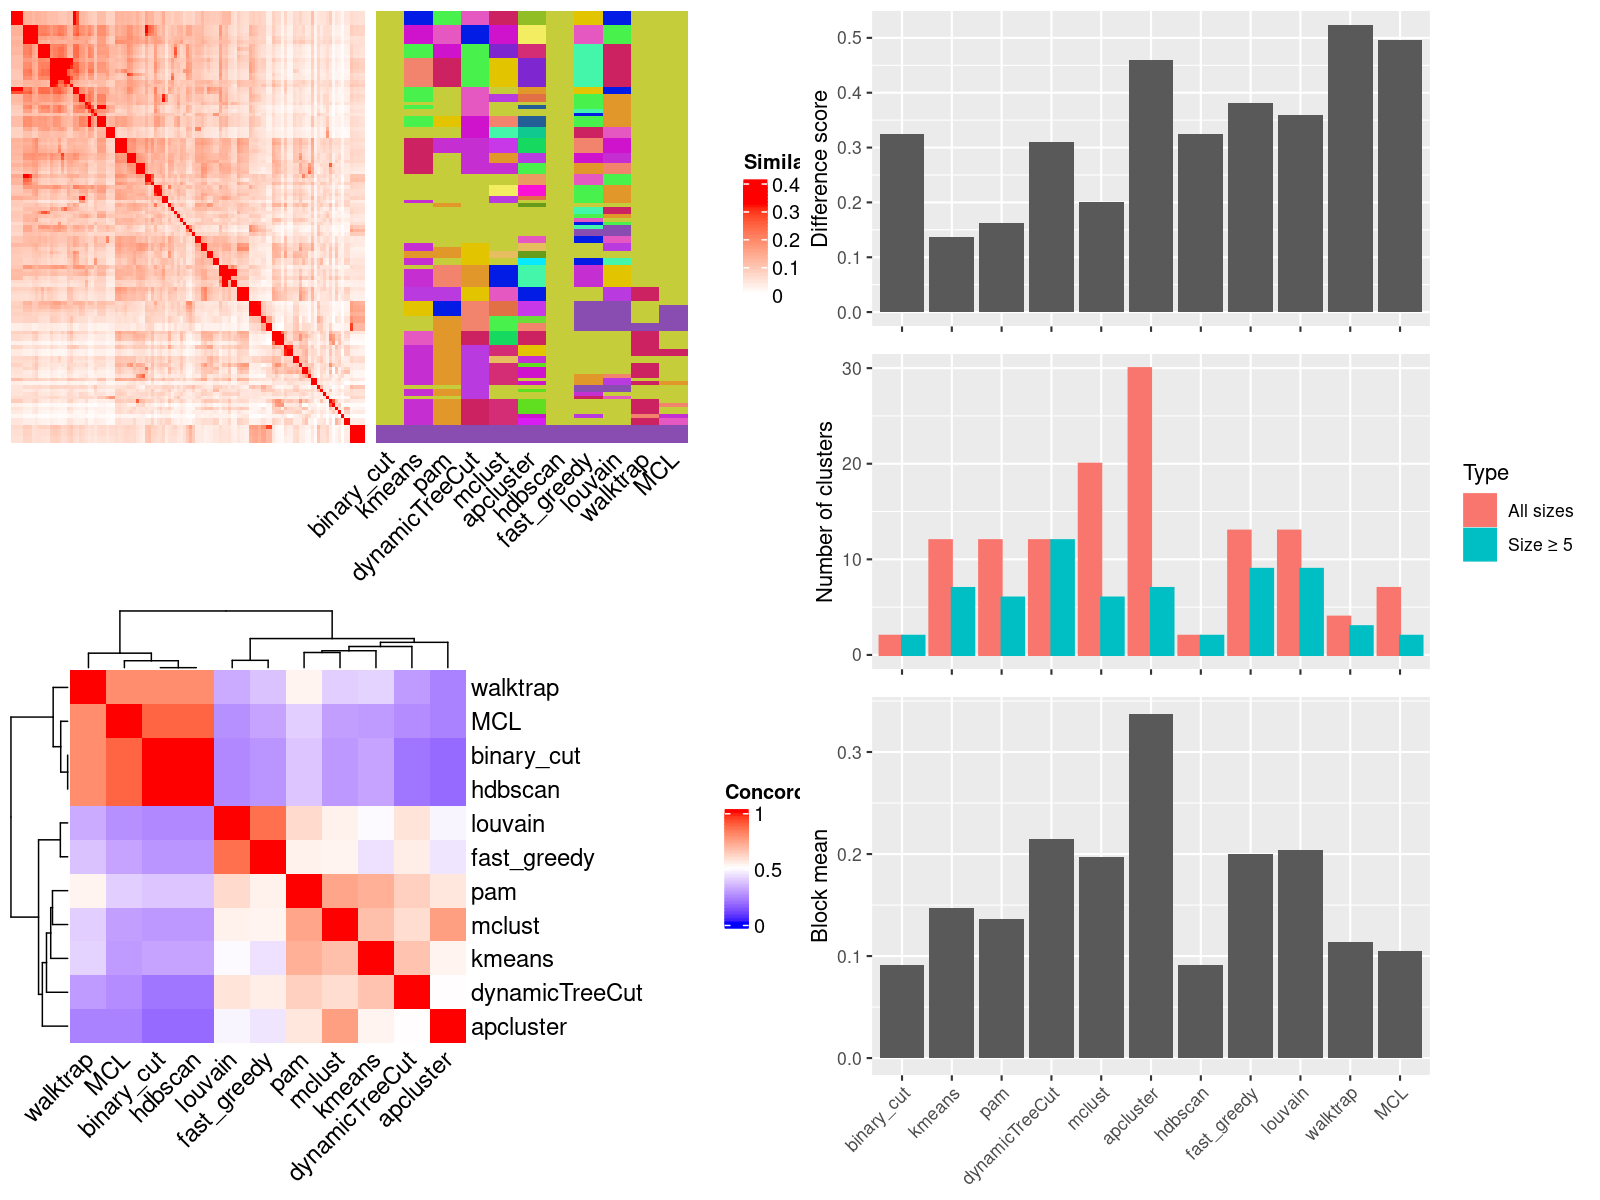 Simila
0.4
0.3
0.2
0.1
0
binary_cut
kmeans
pam
dynamicTreeCut
mclust
apcluster
hdbscan
fast_greedy
louvain
walktrap
MCL
walktrap
MCL
binary_cut
hdbscan
louvain
fast_greedy
pam
mclust
kmeans
dynamicTreeCut
apcluster
walktrap
MCL
binary_cut
hdbscan
louvain
fast_greedy
pam
mclust
kmeans
dynamicTreeCut
apcluster
Concord
1
0.5
0
Difference score
0.5
0.4
0.3
0.2
0.1
0.0
Number of clusters
30
20
10
0
Type
All sizes
Size ≥ 5
Block mean
0.3
0.2
0.1
0.0
binary_cut
kmeans
pam
dynamicTreeCut
mclust
apcluster
hdbscan
fast_greedy
louvain
walktrap
MCL